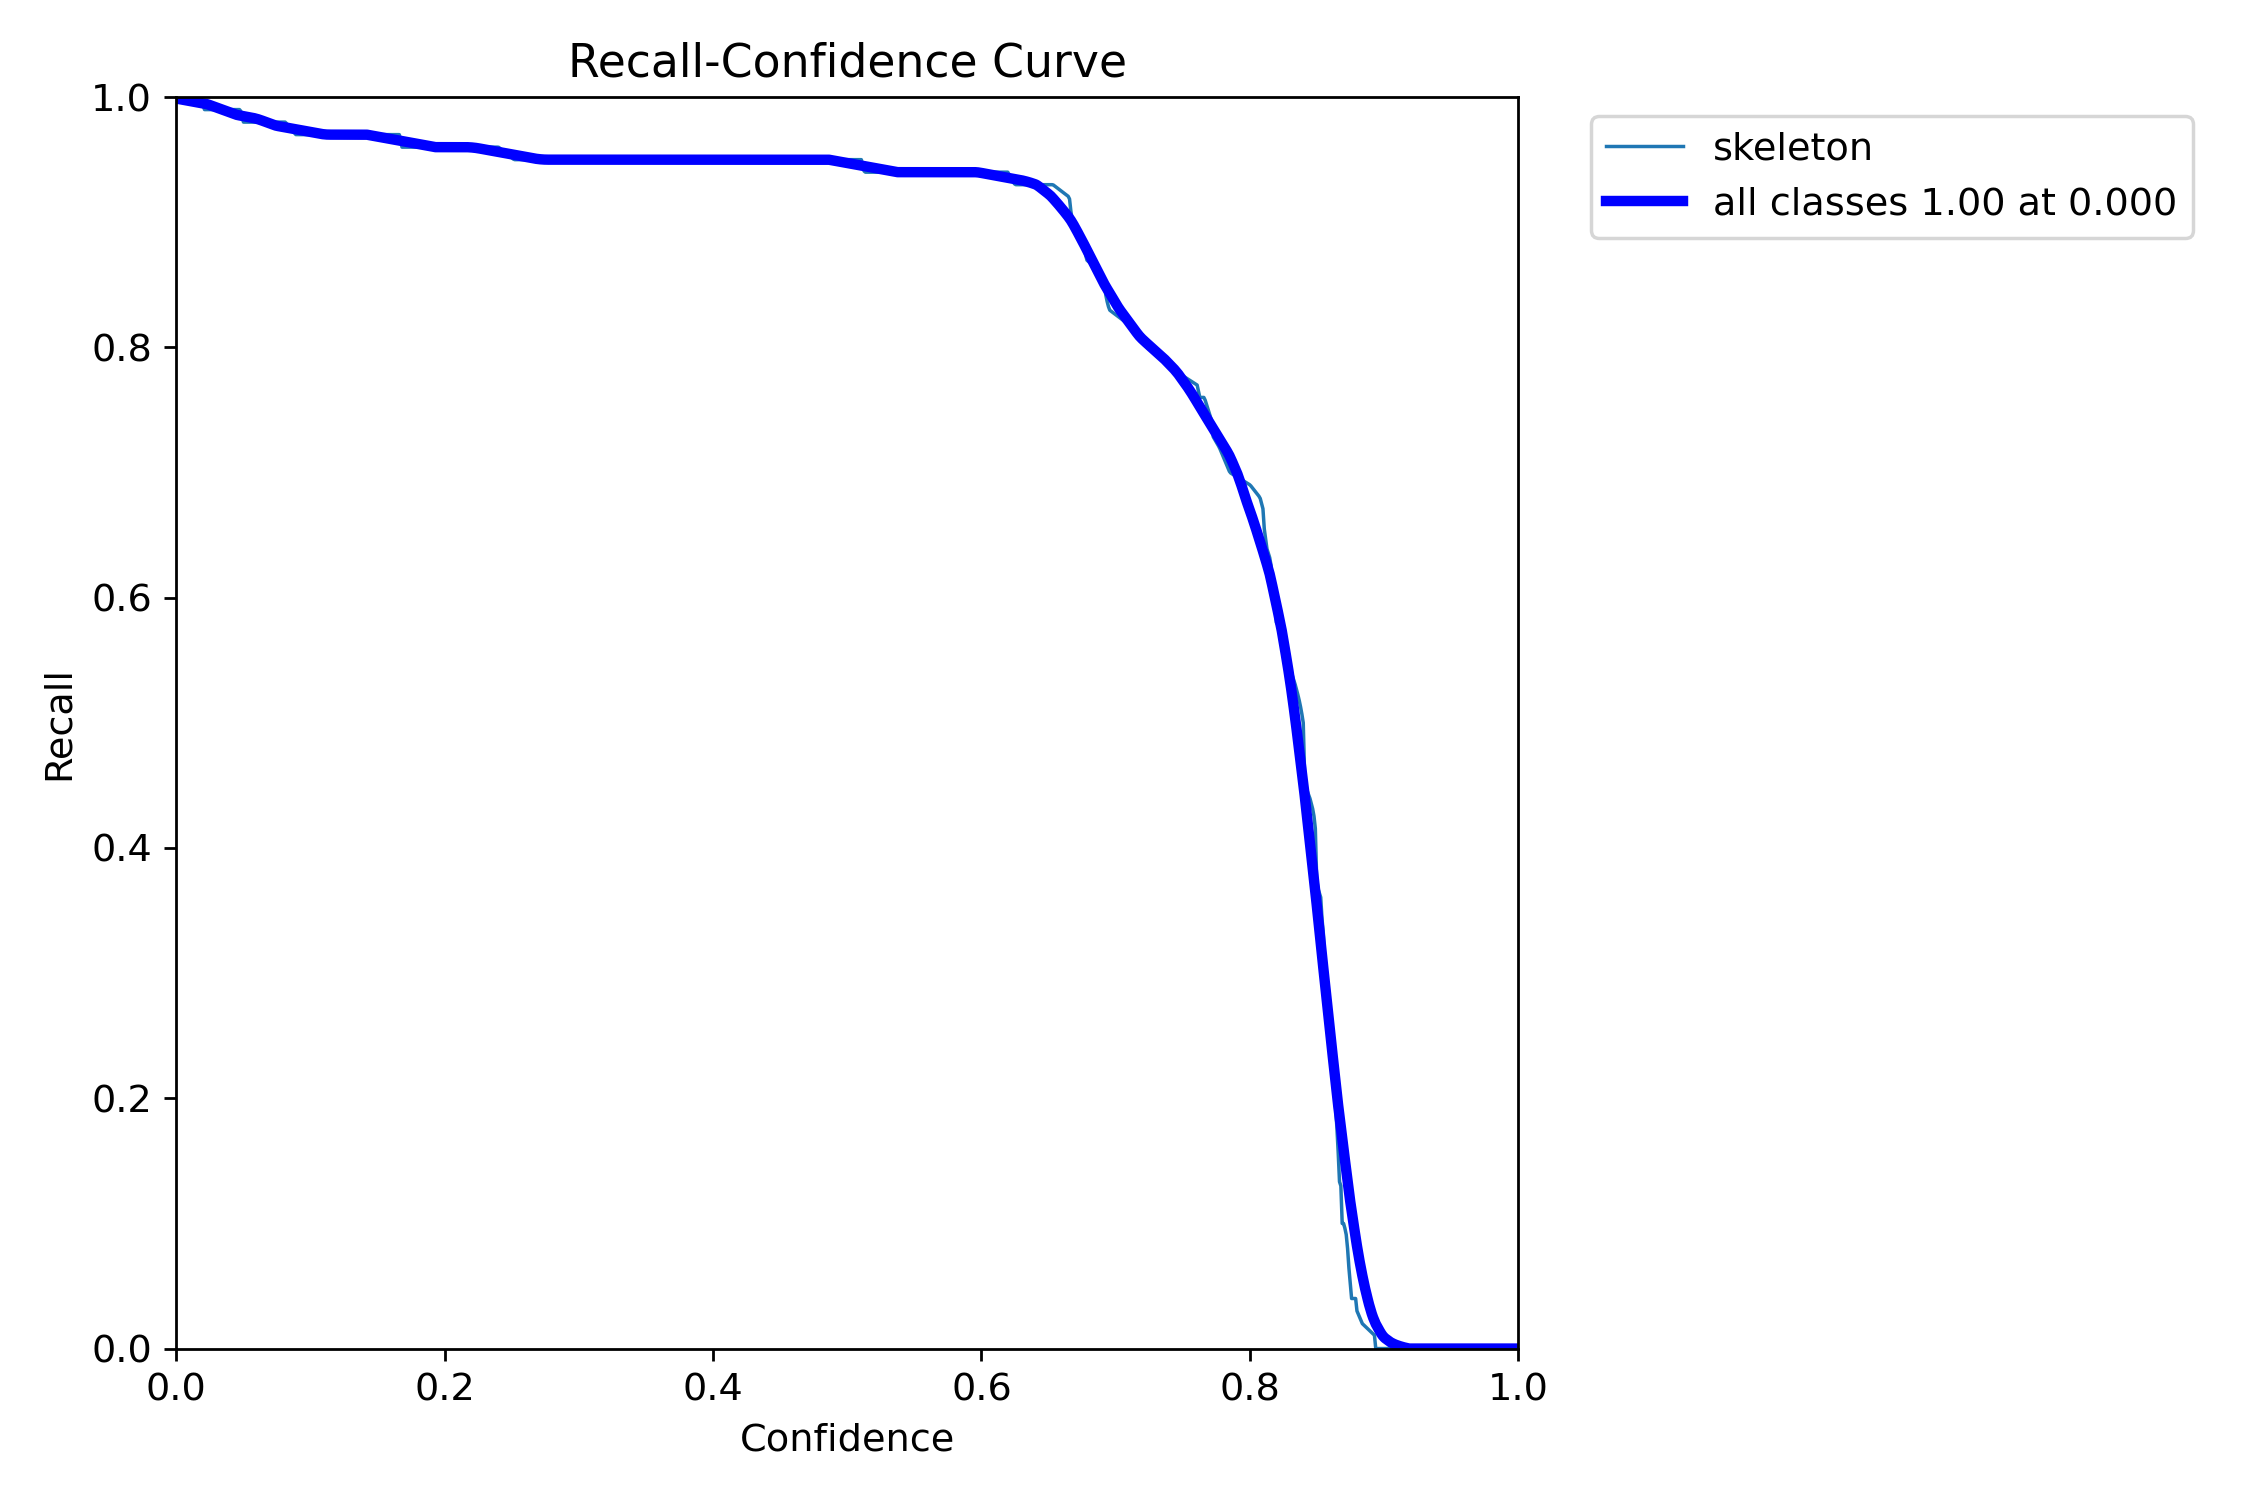 Recall-Confidence Curve
skeleton
all classes 1.00 at 0.000
1.0
0.8
0.6
0.4
0.2
0.0
Recall
0.0 0.2 0.4 0.6 0.8 1.0
Confidence